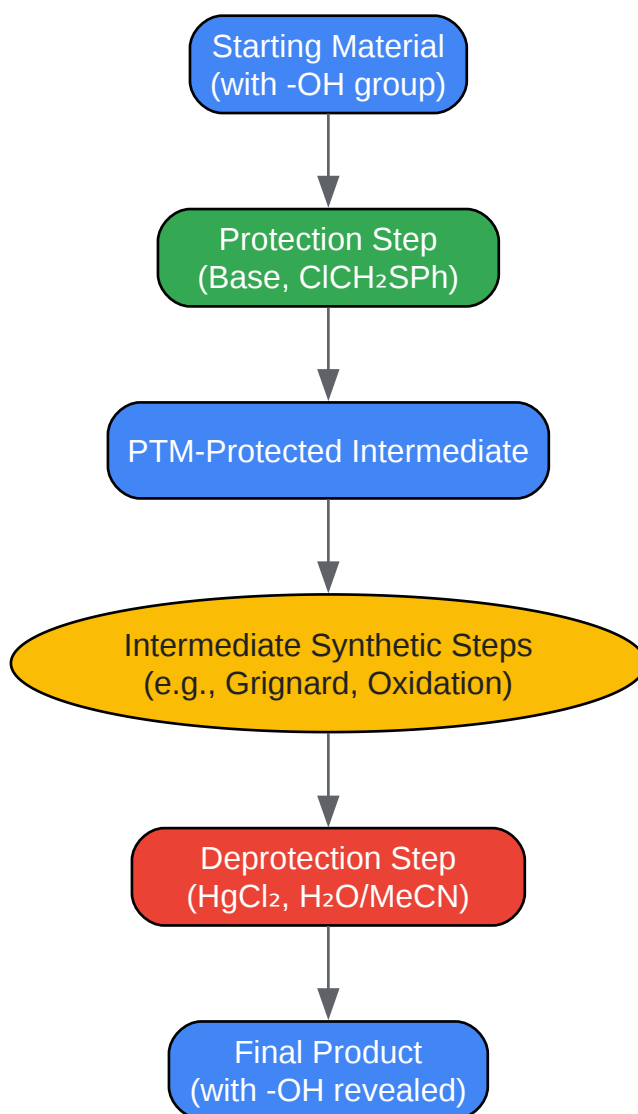 Starting Material
(with -OH group)
Protection Step
(Base, ClCH₂SPh)
PTM-Protected Intermediate
Intermediate Synthetic Steps
(e.g., Grignard, Oxidation)
Deprotection Step
(HgCl₂, H₂O/MeCN)
Final Product
(with -OH revealed)